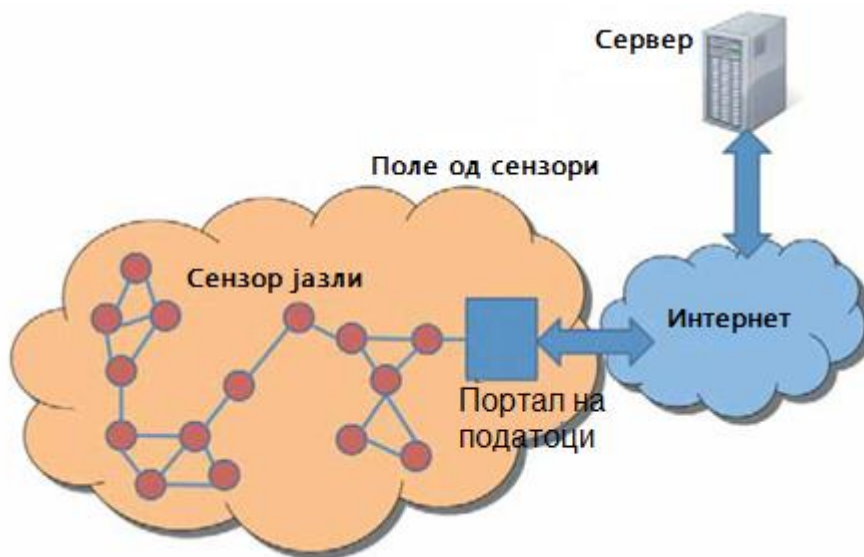 Сервер
Поле од сензори
Сензор јазли
Интернет
Портал на
податоци